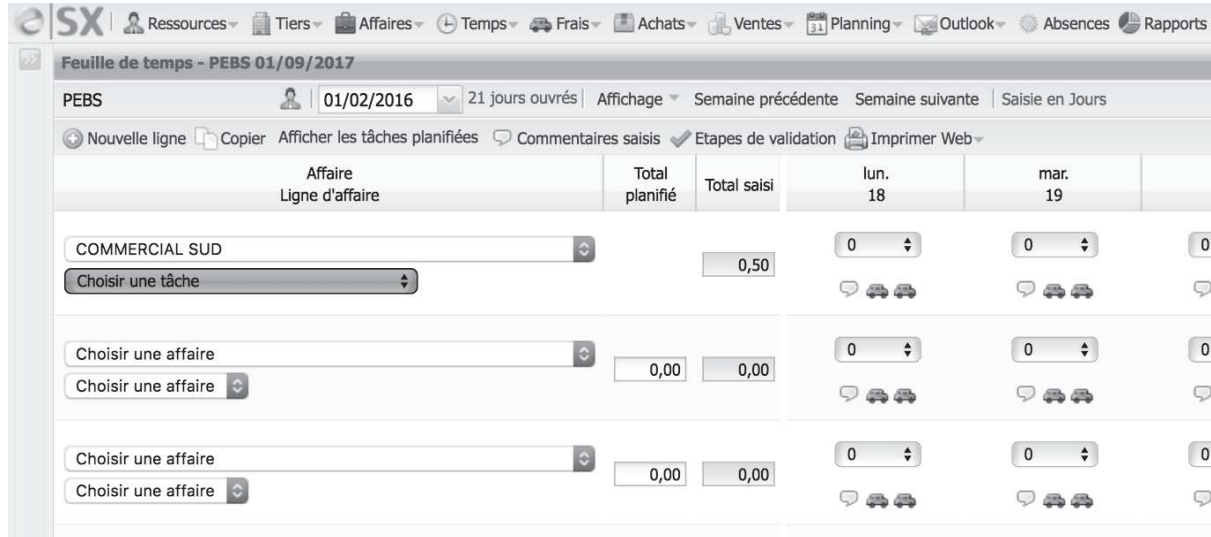 e SX Ressources Tiers Affaires Temps Frais Achats Ventes 31 Planning Outlook Absences Rapports
Feuille de temps - PEBS 01/09/2017
PEBS 01/02/2016 21 jours ouvrés Affichage Semaine précédente Semaine suivante Saisie en Jours
Nouvelle ligne Copier Afficher les tâches planifiées Commentaires saisis Etapes de validation Imprimer Web
Affaire Total lun. mar.
Ligne d'affaire planifié Total saisi 18 19
COMMERCIAL SUD 0 0 0
0,50
Choisir une tâche
Choisir une affaire 0 0 0
0,00 0,00
Choisir une affaire
Choisir une affaire 0 0 0
0,00 0,00
Choisir une affaire